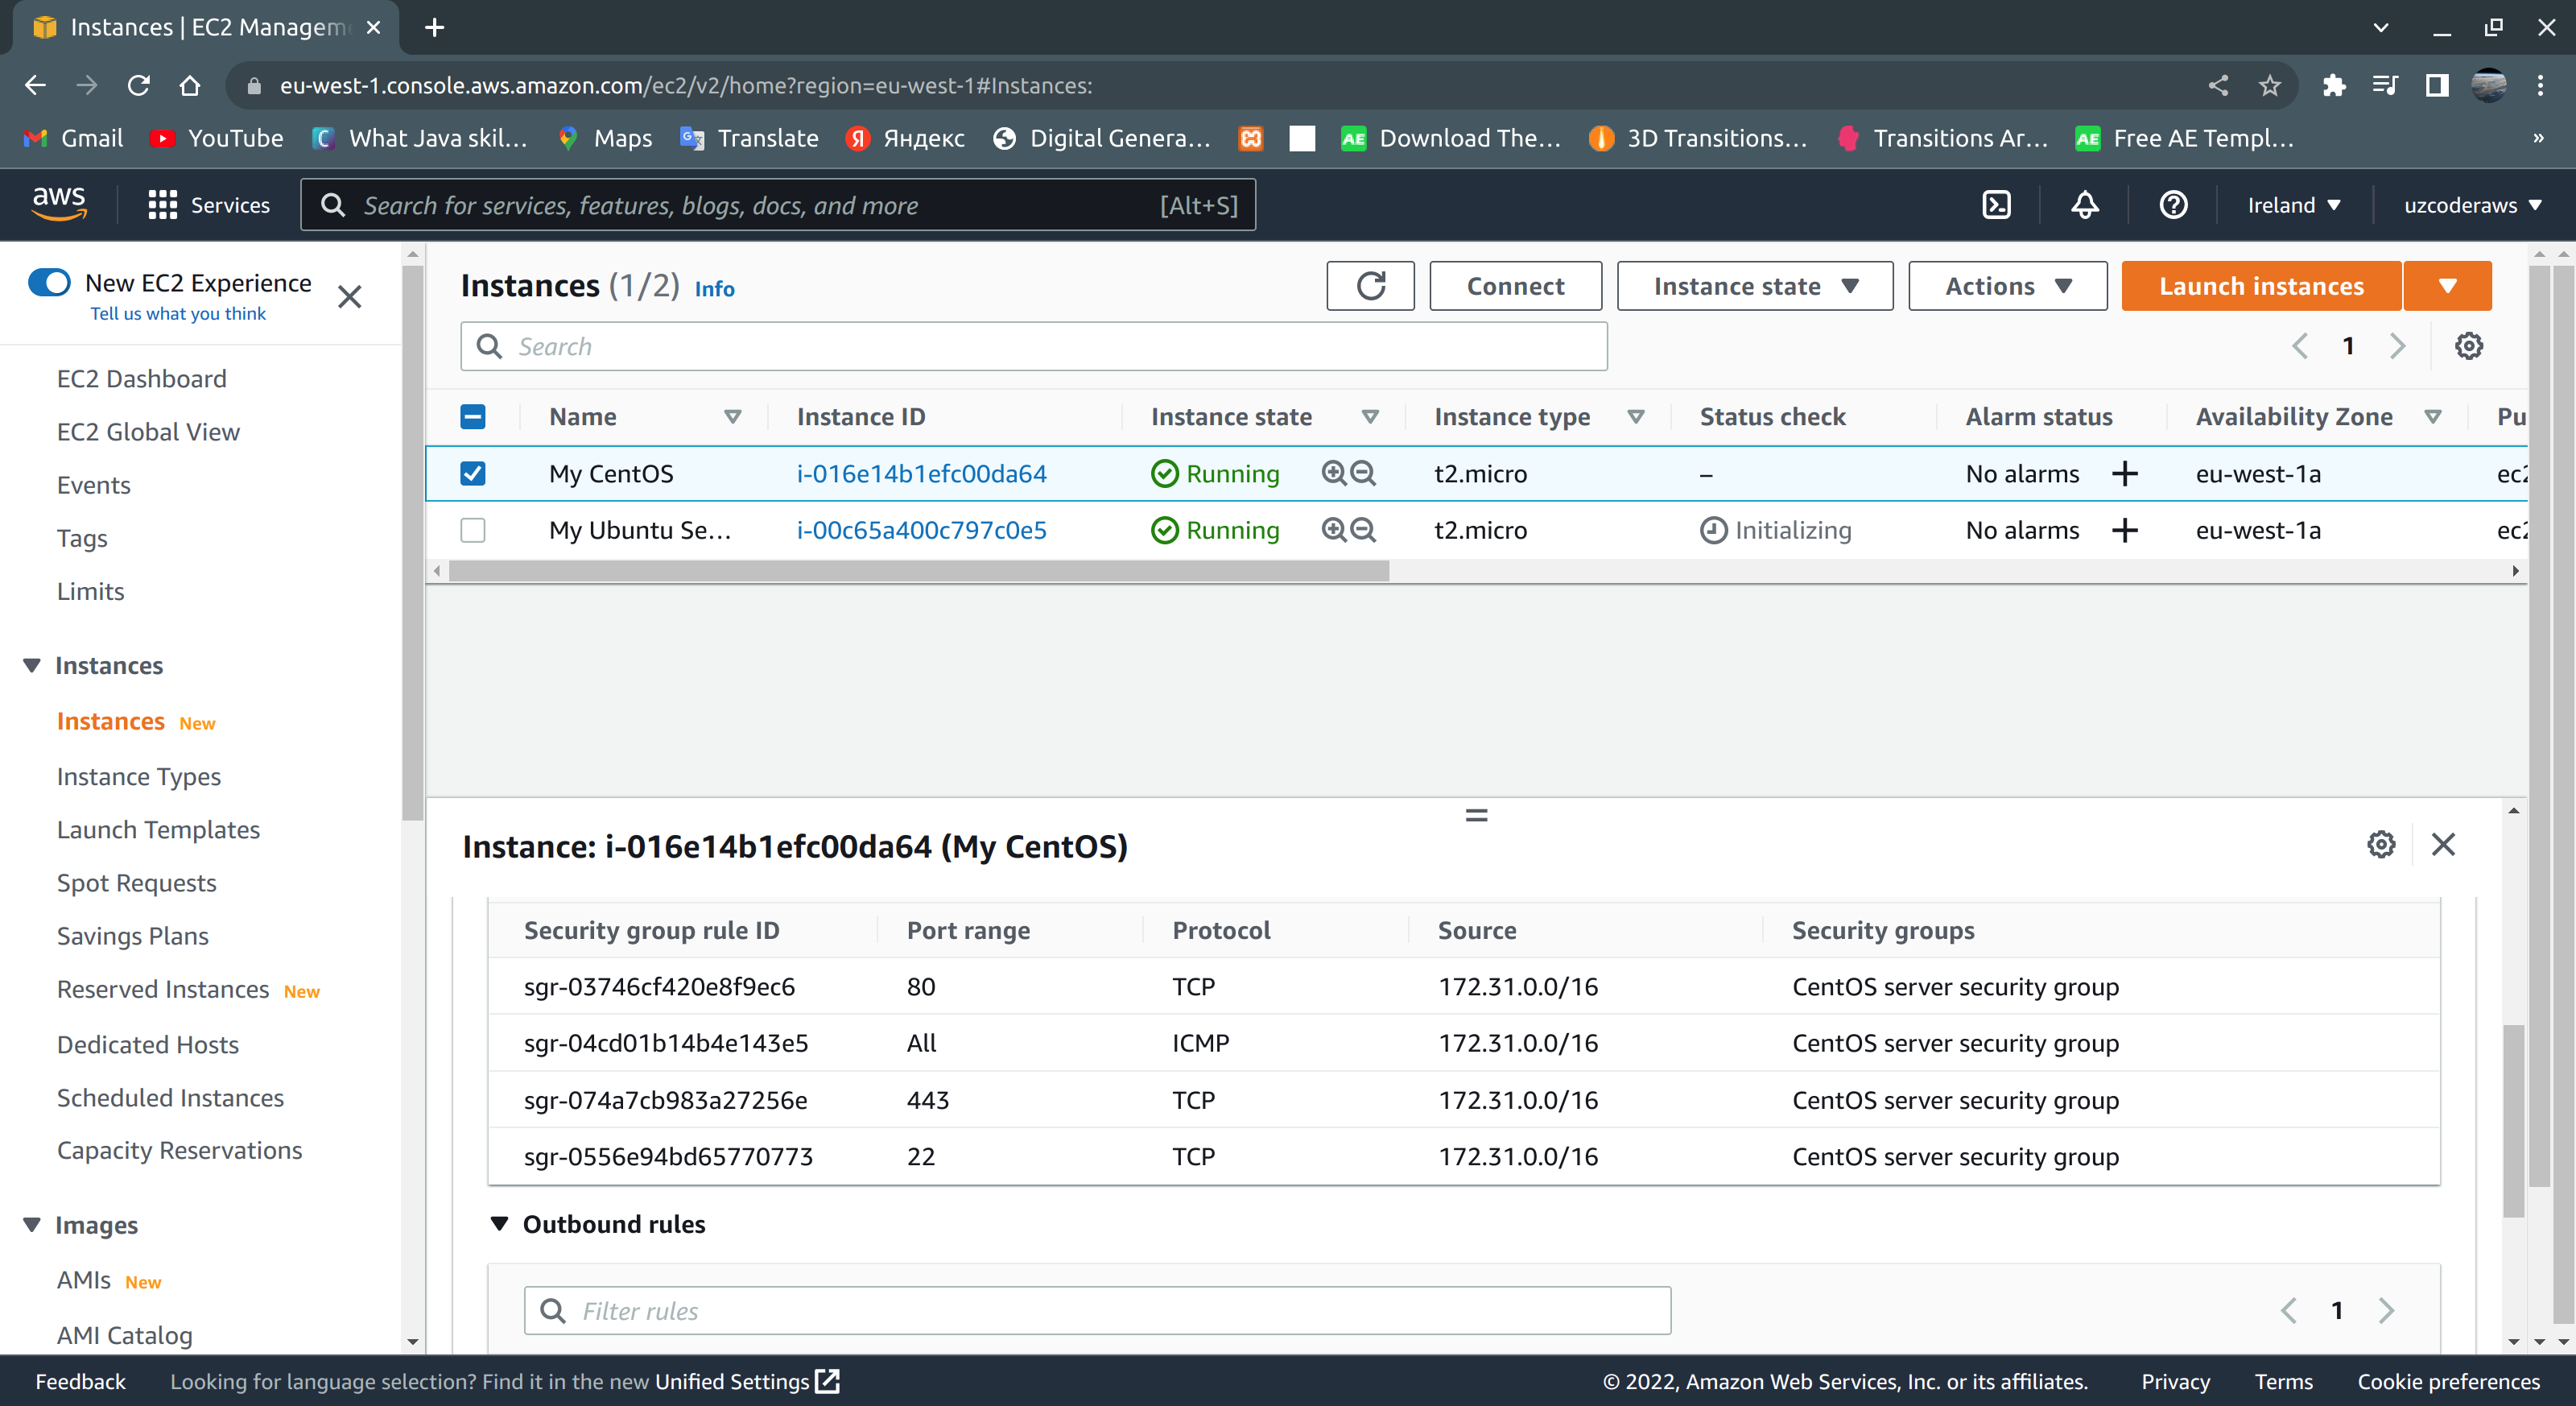 Instances | EC2 Managem
eu-west-1.console.aws.amazon.com/ec2/v2/home?region=eu-west-1#Instances:
Gmail YouTube What Java skil... Maps Translate Яндекс Digital Genera... Download The... 3D Transitions... Transitions Ar... Free AE Templ... »
aws Services Search for services, features, blogs, docs, and more [Alt+S] Ireland uzcoderaws
New EC2 Experience
Tell us what you think
EC2 Dashboard
EC2 Global View
Events
Tags
Limits
Instances
Instances New
Instance Types
Launch Templates
Spot Requests
Savings Plans
Reserved Instances New
Dedicated Hosts
Scheduled Instances
Capacity Reservations
Images
AMIs New
AMI Catalog
Instances (1/2) Info Connect Instance state Actions Launch instances
Search 1
Name Instance ID Instance state Instance type Status check Alarm status Availability Zone Pu
My CentOS i-016e14b1efc00da64 Running t2.micro – No alarms + eu-west-1a ec2
My Ubuntu Se... i-00c65a400c797c0e5 Running t2.micro Initializing No alarms + eu-west-1a ec2
Instance: i-016e14b1efc00da64 (My CentOS)
Security group rule ID Port range Protocol Source Security groups
sgr-03746cf420e8f9ec6 80 TCP 172.31.0.0/16 CentOS server security group
sgr-04cd01b14b4e143e5 All ICMP 172.31.0.0/16 CentOS server security group
sgr-074a7cb983a27256e 443 TCP 172.31.0.0/16 CentOS server security group
sgr-0556e94bd65770773 22 TCP 172.31.0.0/16 CentOS server security group
Outbound rules
Filter rules 1
Feedback Looking for language selection? Find it in the new Unified Settings © 2022, Amazon Web Services, Inc. or its affiliates. Privacy Terms Cookie preferences